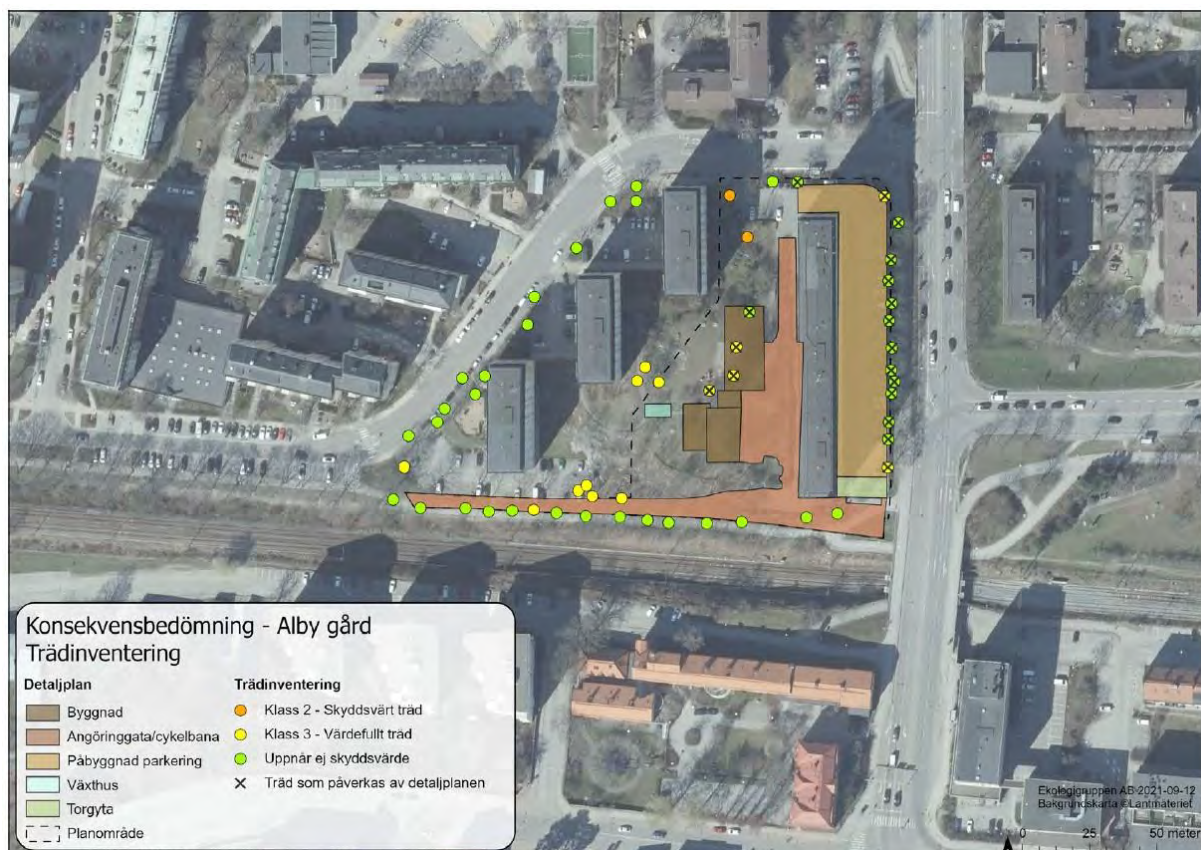 Konsekvensbedömning - Alby gård
Trädinventering
Detaljplan
Byggnad
Angöringgata/cykelbana
Påbyggnad parkering
Växthus
Torgyta
Planområde
Trädinventering
Klass 2 - Skyddsvärt träd
Klass 3 - Värdefullt träd
Uppnår ej skyddsvärde
Träd som påverkas av detaljplanen
Ekologigruppen AB 2021-09-12
Bakgrundskarta ©Lantmäteriet
0 25 50 meter